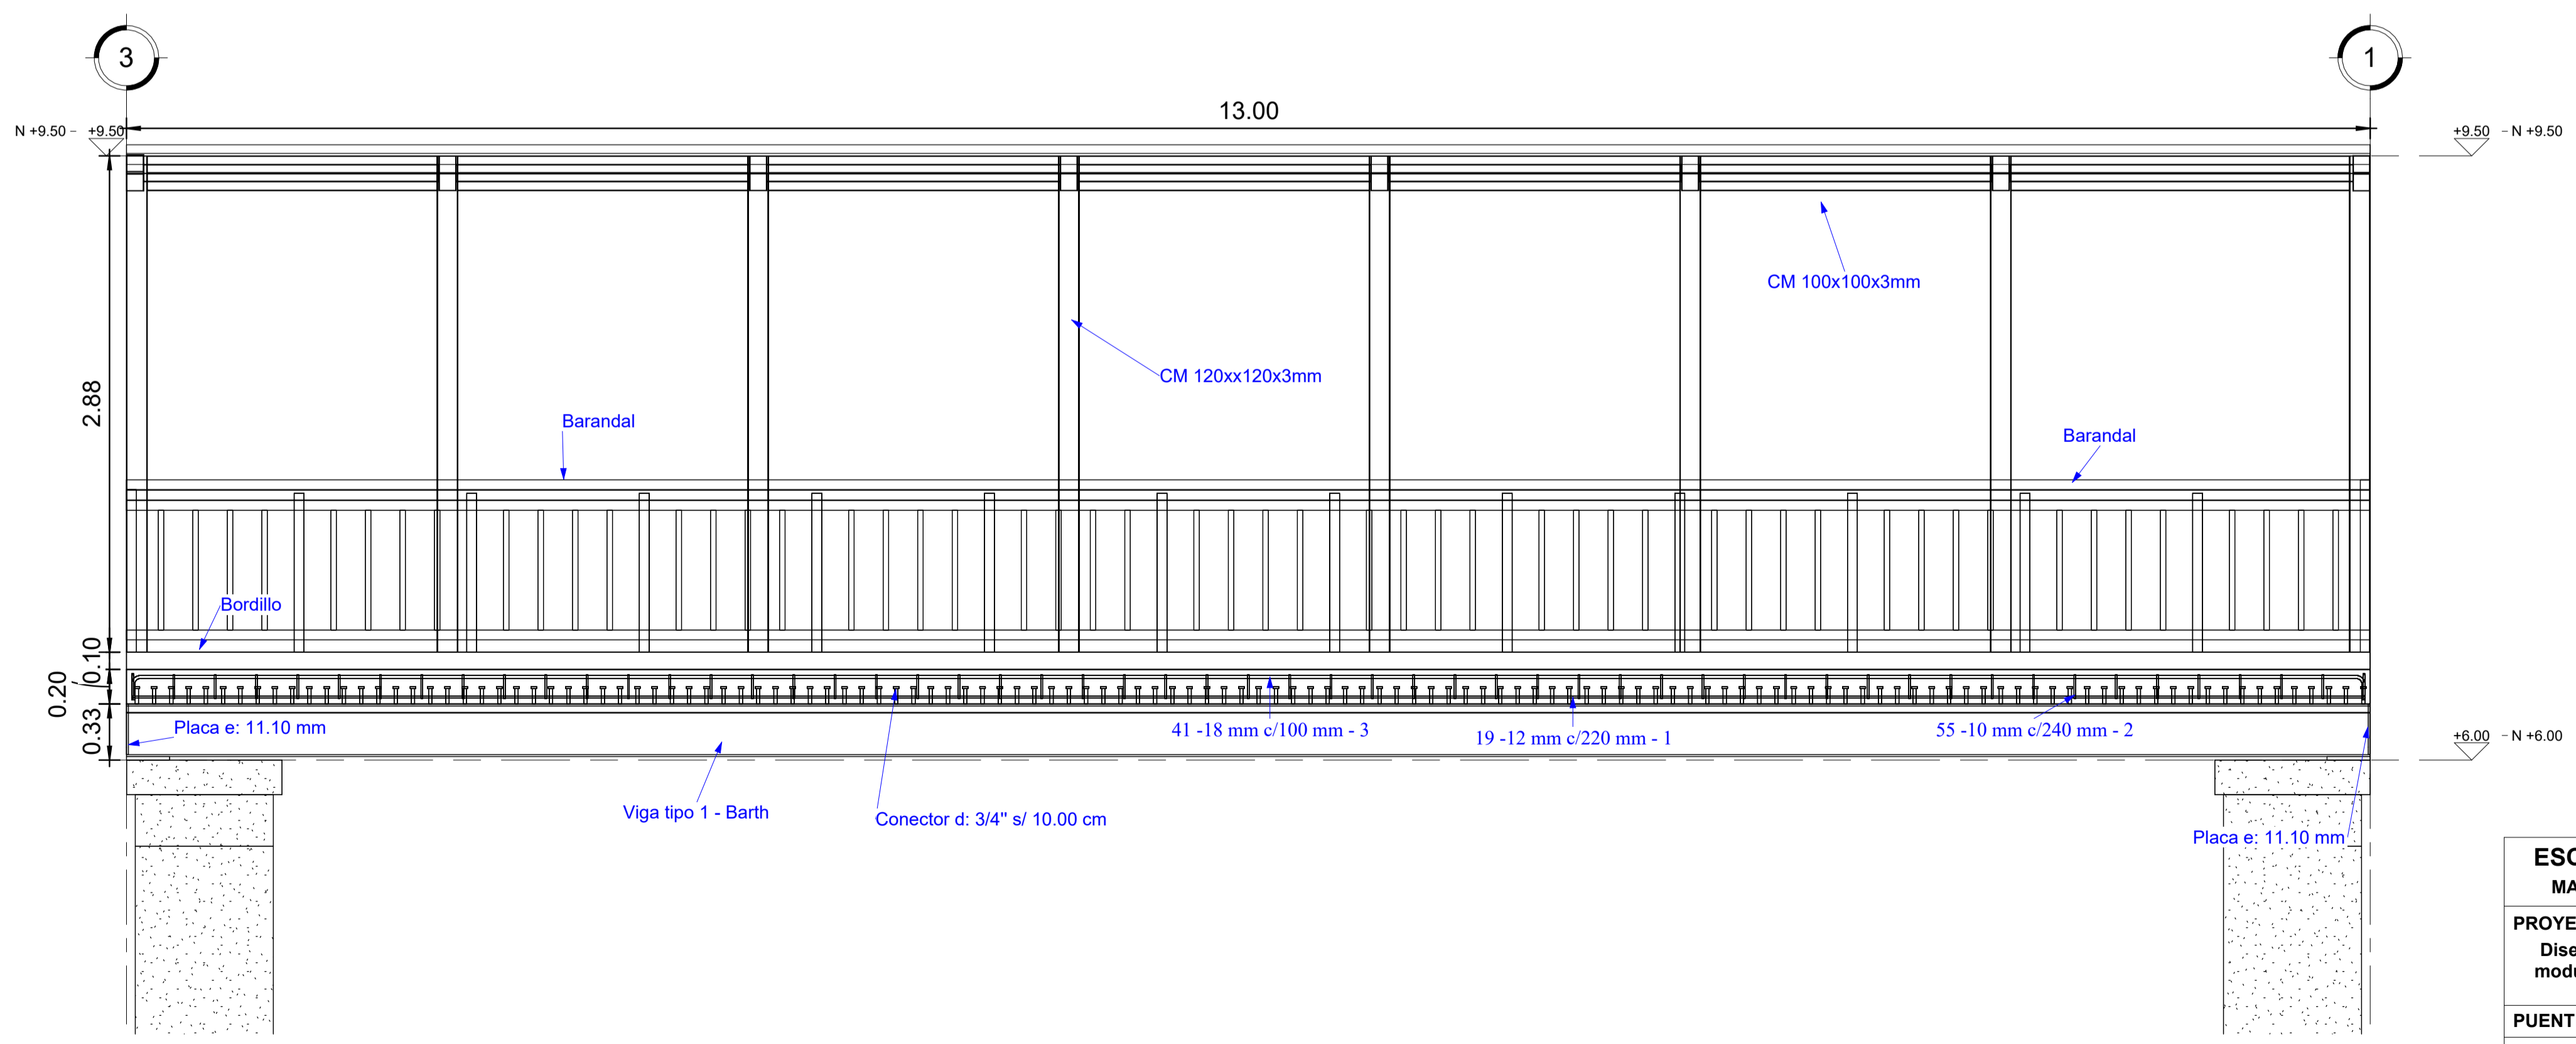 3
1
13.00
N +9.50
+9.50
+9.50
N +9.50
CM 100x100x3mm
CM 120xx120x3mm
2.88
Barandal
Barandal
Bordillo
0.10
0.20
0.33
Placa e: 11.10 mm
41 -18 mm c/100 mm - 3
19 -12 mm c/220 mm - 1
55 -10 mm c/240 mm - 2
+6.00
N +6.00
Viga tipo 1 - Barth
Conector d: 3/4" s/ 10.00 cm
Placa e: 11.10 mm
ESC
MA
PROYE
Dise
modu
PUENT